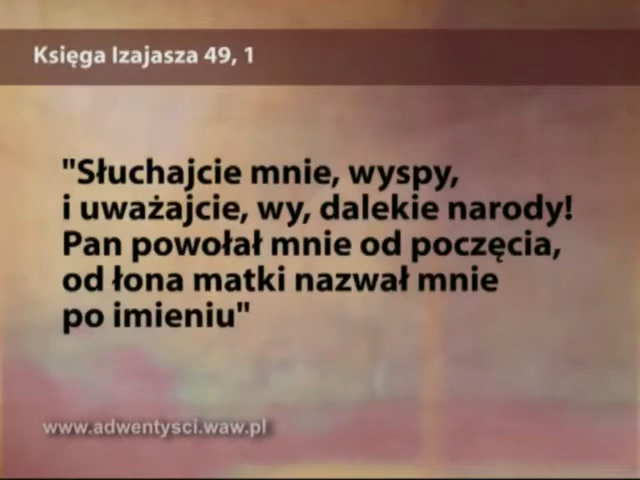 Księga Izajasza 49, 1
"Słuchajcie mnie, wyspy,
i uważajcie, wy, dalekie narody!
Pan powołał mnie od poczęcia,
od łona matki nazwał mnie
po imieniu"
www.adwentysci.waw.pl